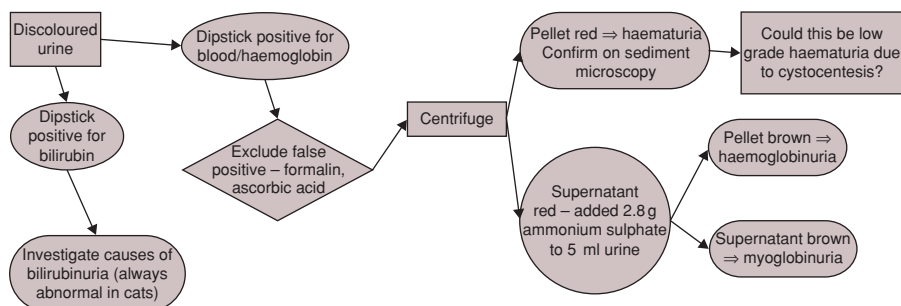 Discoloured
urine
Dipstick positive for
blood/haemoglobin
Pellet red ⇒ haematuria
Confirm on sediment
microscopy
Could this be low
grade haematuria due
to cystocentesis?
Dipstick
positive for
bilirubin
Exclude false
positive – formalin,
ascorbic acid
Centrifuge
Pellet brown ⇒
haemoglobinuria
Supernatant
red – added 2.8 g
ammonium sulphate
to 5 ml urine
Investigate causes of
bilirubinuria (always
abnormal in cats)
Supernatant brown
⇒ myoglobinuria